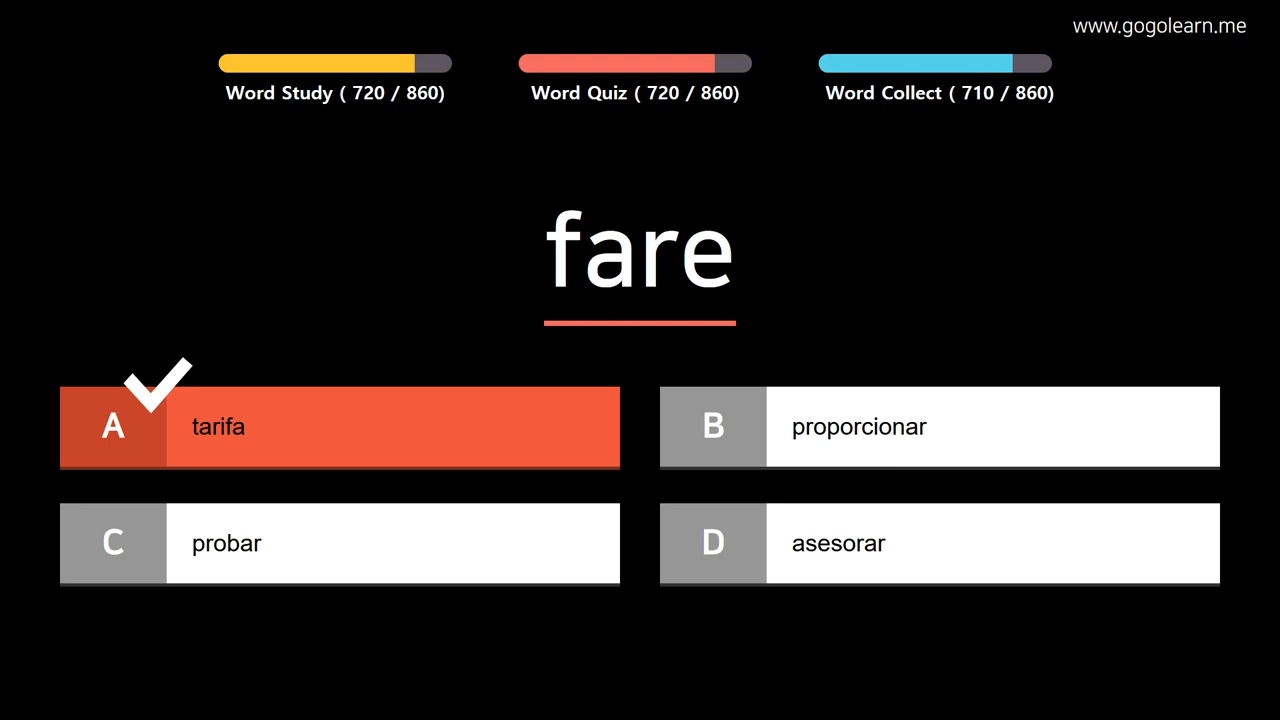 www.gogolearn.me
Word Study ( 720 / 860)
Word Quiz ( 720 / 860)
Word Collect ( 710 / 860)
fare
A
tarifa
B
proporcionar
C
probar
D
asesorar